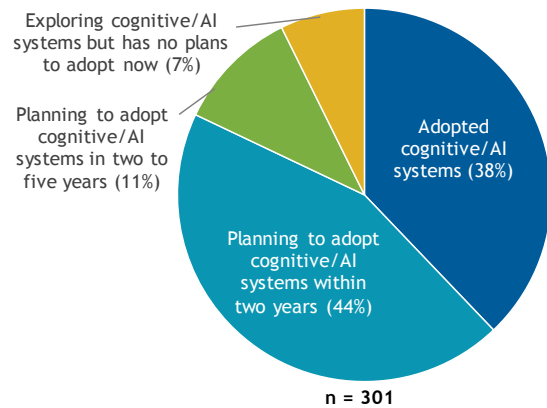 Exploring cognitive/AI
systems but has no plans
to adopt now (7%)
Planning to adopt
cognitive/AI
systems in two to
five years (11%)
Adopted
cognitive/AI
systems (38%)
Planning to adopt
cognitive/AI
systems within
two years (44%)
n = 301